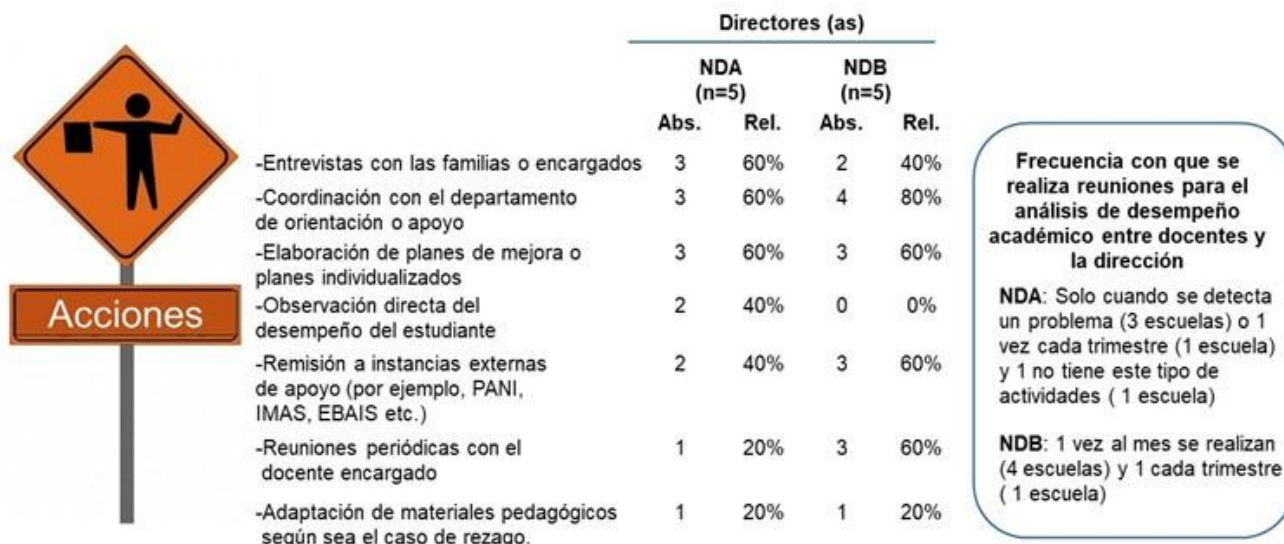 Directores (as)
NDA NDB
(n=5) (n=5)
Abs. Rel. Abs. Rel.
-Entrevistas con las familias o encargados 3 60% 2 40%
-Coordinación con el departamento 3 60% 4 80%
de orientación o apoyo
-Elaboración de planes de mejora o 3 60% 3 60%
planes individualizados
-Observación directa del 2 40% 0 0%
desempeño del estudiante
-Remisión a instancias externas 2 40% 3 60%
de apoyo (por ejemplo, PANI,
IMAS, EBAIS etc.)
-Reuniones periódicas con el 1 20% 3 60%
docente encargado
-Adaptación de materiales pedagógicos 1 20% 1 20%
según sea el caso de rezago.
Acciones
Frecuencia con que se
realiza reuniones para el
análisis de desempeño
académico entre docentes y
la dirección
NDA: Solo cuando se detecta
un problema (3 escuelas) o 1
vez cada trimestre (1 escuela)
y 1 no tiene este tipo de
actividades ( 1 escuela)
NDB: 1 vez al mes se realizan
(4 escuelas) y 1 cada trimestre
( 1 escuela)